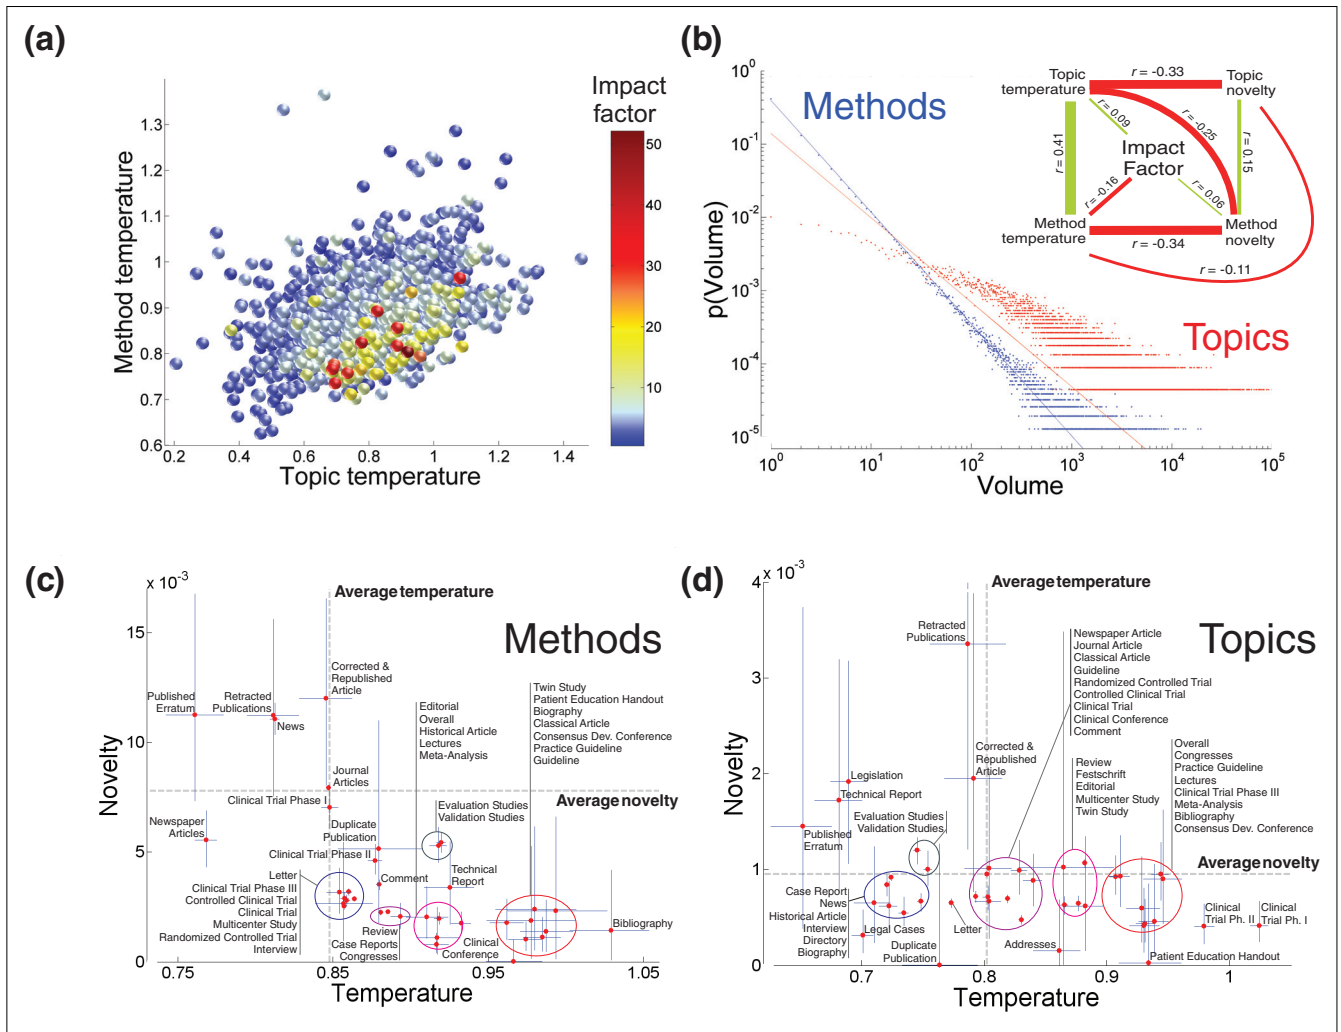 (a)
Impact
factor
50
40
30
20
10
1.3
1.2
1.1
1
0.9
0.8
0.7
0.6
Method temperature
0.2
0.4
0.6
0.8
1
1.2
1.4
Topic temperature
(b)
10^0
10^-1
10^-2
10^-3
10^-4
10^-5
p(Volume)
Methods
Topics
10^0
10^1
10^2
10^3
10^4
10^5
Volume
Topic
temperature
r = -0.33
Topic
novelty
r = 0.09
r = -0.25
r = 0.41
Impact
Factor
r = 0.15
r = -0.16
r = 0.06
Method
temperature
r = -0.34
Method
novelty
r = -0.11
(c)
x 10^-3
Average temperature
Methods
15
10
5
0
Novelty
Published
Erratum
Retracted
Publications
News
Corrected &
Republished
Article
Journal
Articles
Clinical Trial Phase I
Average novelty
Newspaper
Articles
Duplicate
Publication
Clinical Trial Phase II
Comment
Editorial
Overall
Historical Article
Lectures
Meta-Analysis
Twin Study
Patient Education Handout
Biography
Classical Article
Consensus Dev. Conference
Practice Guideline
Guideline
Evaluation Studies
Validation Studies
Technical
Report
Letter
Clinical Trial Phase III
Controlled Clinical Trial
Clinical Trial
Multicenter Study
Randomized Controlled Trial
Interview
Review
Case Reports
Congresses
Clinical
Conference
Bibliography
0.75
0.85
0.95
1.05
Temperature
(d)
4 x 10^-3
Average temperature
Topics
3
2
1
0
Novelty
Retracted
Publications
Newspaper Article
Journal Article
Classical Article
Guideline
Randomized Controlled Trial
Controlled Clinical Trial
Clinical Trial
Clinical Conference
Comment
Corrected &
Republished
Article
Legislation
Technical Report
Evaluation Studies
Validation Studies
Published
Erratum
Review
Festschrift
Editorial
Multicenter Study
Twin Study
Overall
Congresses
Practice Guideline
Lectures
Clinical Trial Phase III
Meta-Analysis
Bibliography
Consensus Dev. Conference
Average novelty
Case Report
News
Historical Article
Interview
Directory
Biography
Legal Cases
Duplicate
Publication
Letter
Addresses
Clinical
Trial Ph. II
Clinical
Trial Ph. I
Patient Education Handout
0.7
0.8
0.9
1
Temperature